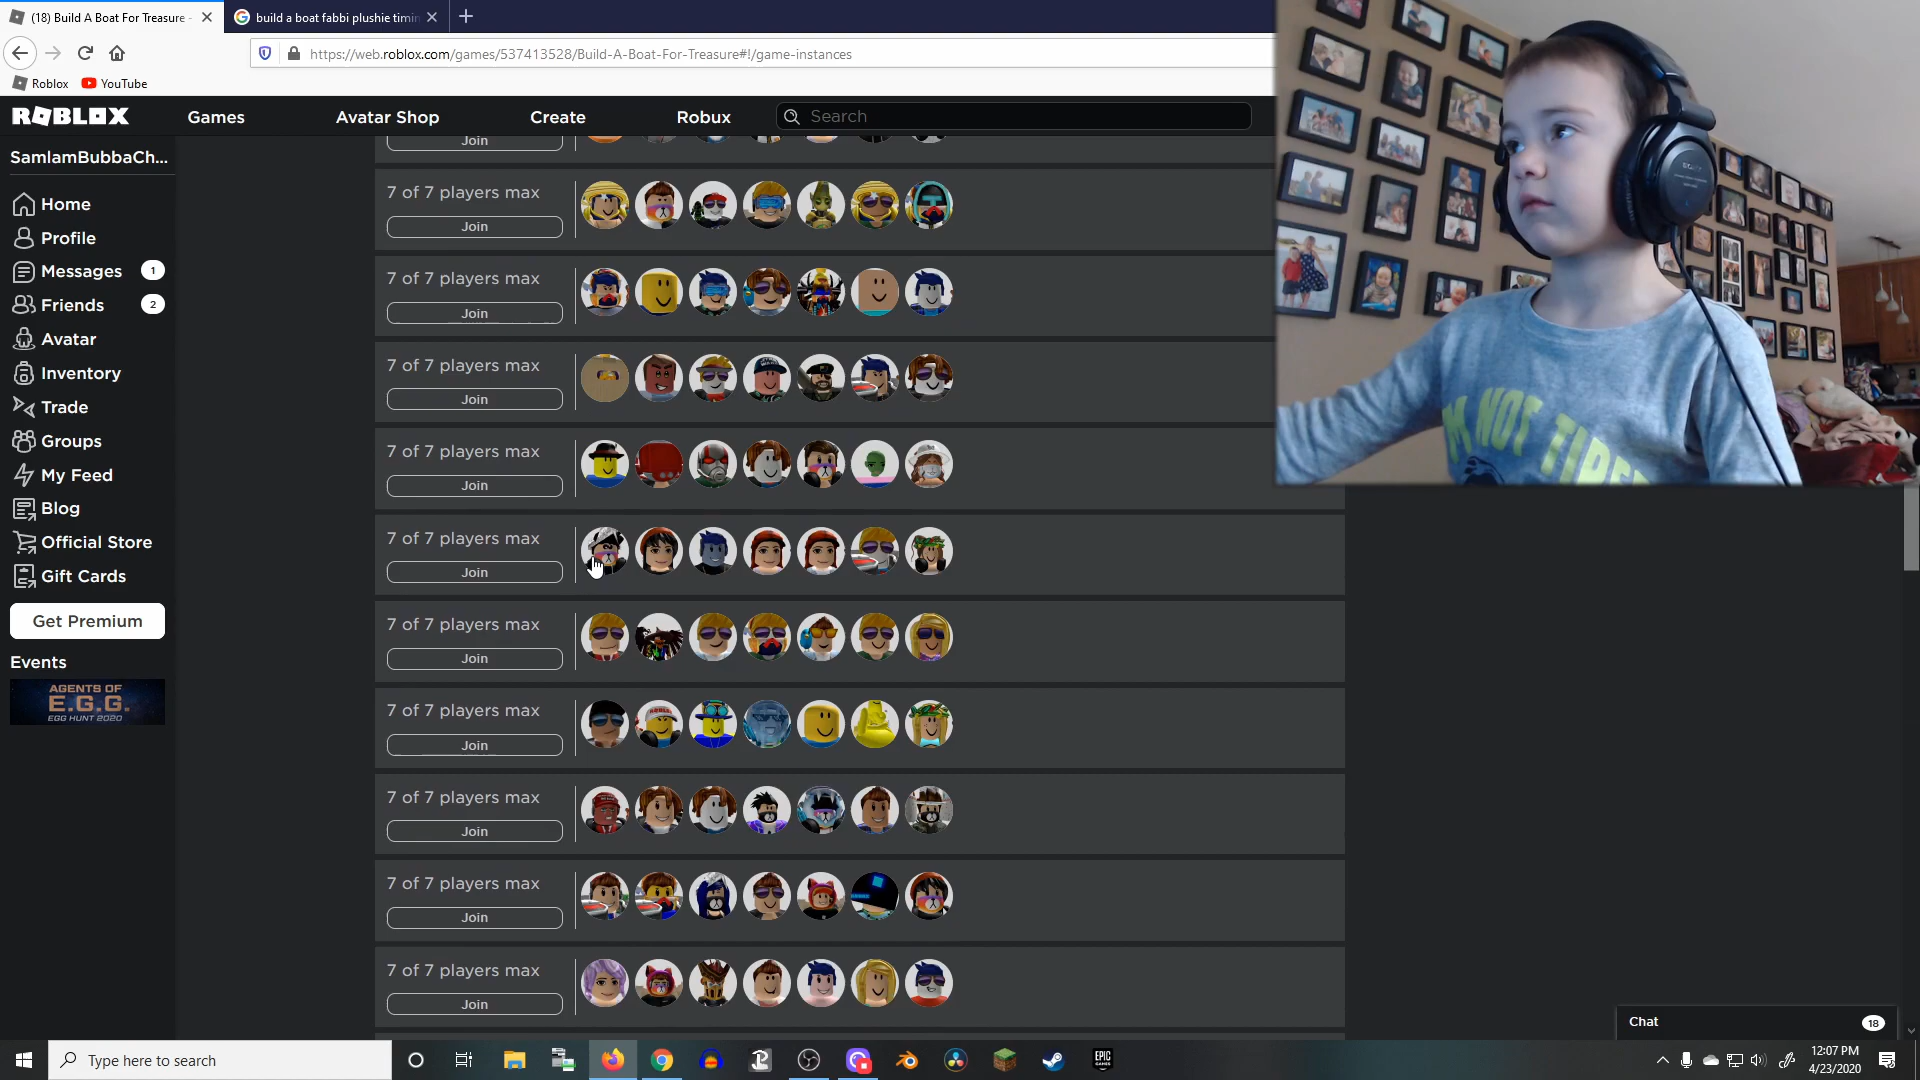 (18) Build A Boat For Treasure -
build a boat fabbi plushie timin
https://web.roblox.com/games/537413528/Build-A-Boat-For-Treasure#!/game-instances
Roblox
YouTube
ROBLOX
Games
Avatar Shop
Create
Robux
Search
SamIamBubbaCh...
Home
Profile
Messages
1
Friends
2
Avatar
Inventory
Trade
Groups
My Feed
Blog
Official Store
Gift Cards
Get Premium
Events
AGENTS OF
E.G.G.
EGG HUNT 2020
Join
7 of 7 players max
Join
7 of 7 players max
Join
7 of 7 players max
Join
7 of 7 players max
Join
7 of 7 players max
Join
7 of 7 players max
Join
7 of 7 players max
Join
7 of 7 players max
Join
7 of 7 players max
Join
7 of 7 players max
Join
I'M NOT TIRED
Chat
18
Type here to search
EPIC
GAMES
12:07 PM
4/23/2020